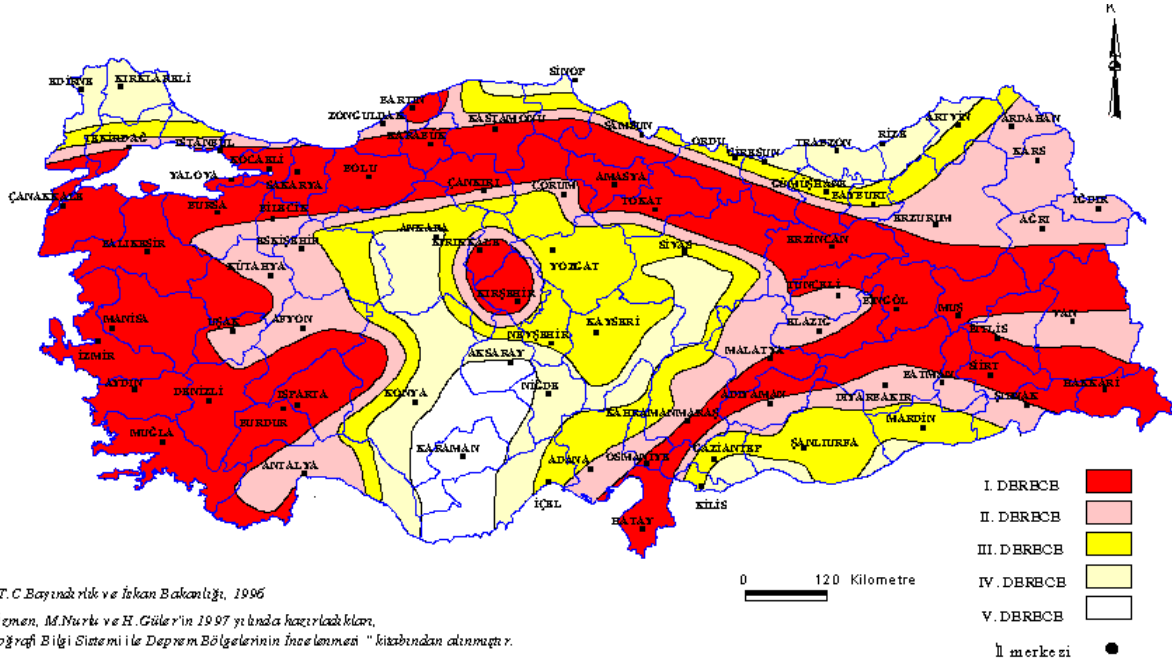 K
SİNOP
EDİRNE KIRKLARELİ
BARTIN
ZONGULDAK
KASTAMONU
KARABÜK
SAMSUN
ORDU
GİRESUN
TRABZON
RİZE
ARTVİN
ARDAHAN
KARS
TEKİRDAĞ
İSTANBUL
KOCAELİ
YALOVA
SAKARYA
BOLU
ÇANKIRI
ÇORUM
AMASYA
TOKAT
GÜMÜŞHANE
BAYBURT
ERZURUM
IĞDIR
AĞRI
ÇANAKKALE
BURSA
BİLECİK
BALIKESİR
ESKİŞEHİR
ANKARA
KIRIKKALE
YOZGAT
SİVAS
ERZİNCAN
KÜTAHYA
KIRŞEHİR
TUNCELİ
BİNGÖL
MUŞ
VAN
BİTLİS
MANİSA
UŞAK
AFYON
NEVŞEHİR
KAYSERİ
ELAZIĞ
MALATYA
İZMİR
AKSARAY
NİĞDE
SİİRT
BATMAN
HAKKARİ
AYDIN
DENİZLİ
ISPARTA
BURDUR
KONYA
KAHRAMANMARAŞ
ADIYAMAN
DİYARBAKIR
ŞIRNAK
MARDİN
MUĞLA
ANTALYA
KARAMAN
ADANA
OSMANİYE
GAZİANTEP
ŞANLIURFA
İÇEL
KİLİS
HATAY
I. DERECE
II. DERECE
III. DERECE
IV. DERECE
V. DERECE
İl merkezi
0 120 Kilometre
T.C.Bayındırlık ve İskan Bakanlığı, 1996
zmen, M.Nurlu ve H.Güler'in 1997 yılında hazırladıkları,
oğrafi Bilgi Sistemi ile Deprem Bölgelerinin İncelenmesi " kitabından alınmıştır.